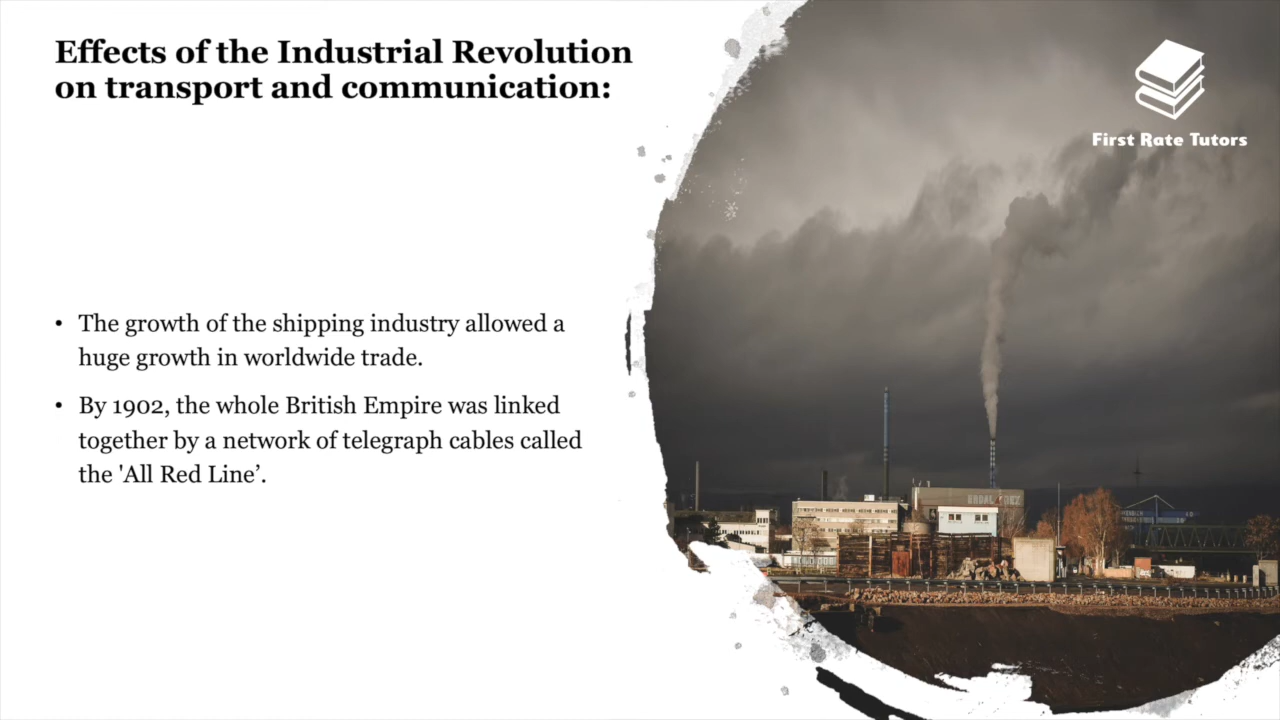 Effects of the Industrial Revolution
on transport and communication:
First Rate Tutors
• The growth of the shipping industry allowed a
huge growth in worldwide trade.
• By 1902, the whole British Empire was linked
together by a network of telegraph cables called
the 'All Red Line’.